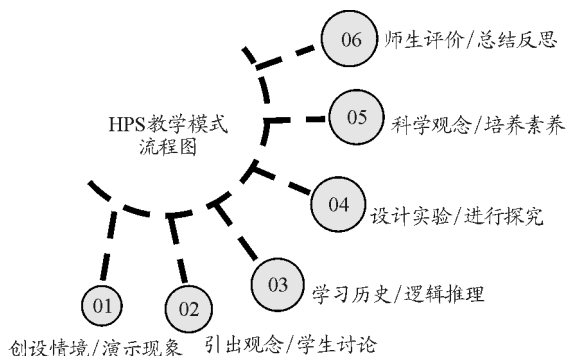 HPS教学模式
流程图
06 师生评价/总结反思
05 科学观念/培养素养
04 设计实验/进行探究
03 学习历史/逻辑推理
02 引出观念/学生讨论
01 创设情境/演示现象